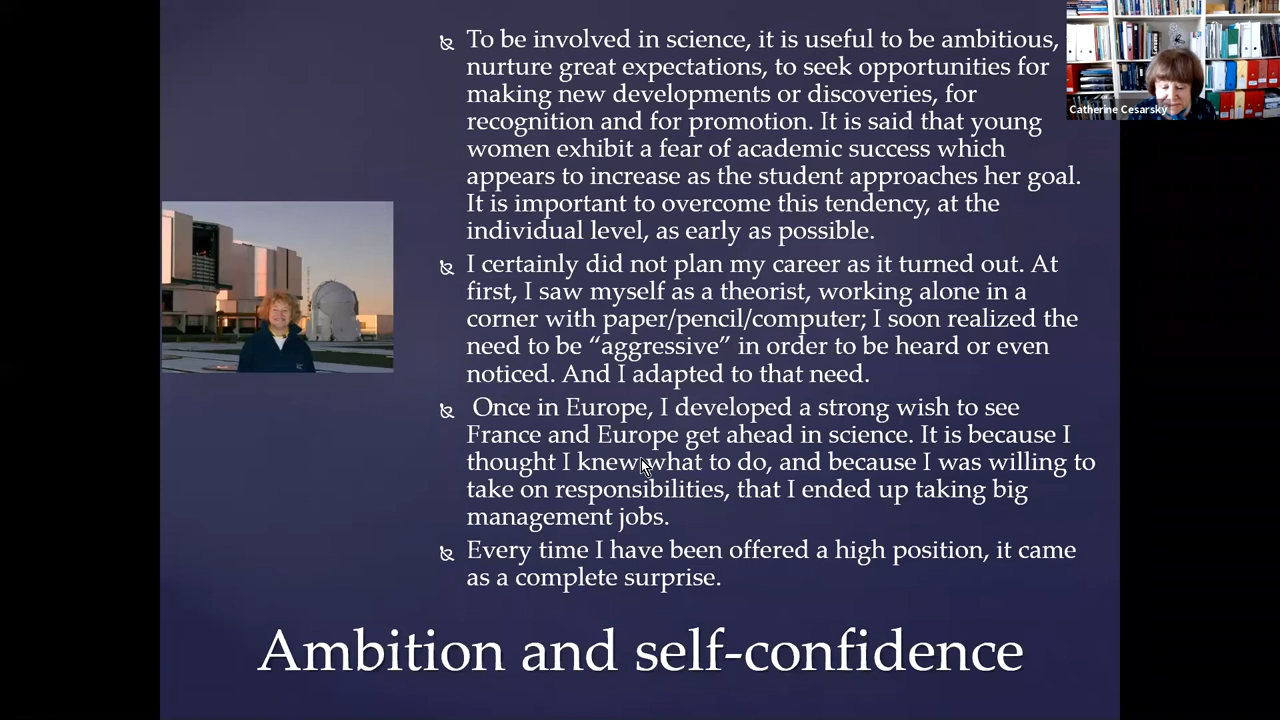 To be involved in science, it is useful to be ambitious,
nurture great expectations, to seek opportunities for
making new developments or discoveries, for
recognition and for promotion. It is said that young
women exhibit a fear of academic success which
appears to increase as the student approaches her goal.
It is important to overcome this tendency, at the
individual level, as early as possible.
I certainly did not plan my career as it turned out. At
first, I saw myself as a theorist, working alone in a
corner with paper/pencil/computer; I soon realized the
need to be “aggressive” in order to be heard or even
noticed. And I adapted to that need.
Once in Europe, I developed a strong wish to see
France and Europe get ahead in science. It is because I
thought I knew what to do, and because I was willing to
take on responsibilities, that I ended up taking big
management jobs.
Every time I have been offered a high position, it came
as a complete surprise.
Ambition and self-confidence
Catherine Cesarsky